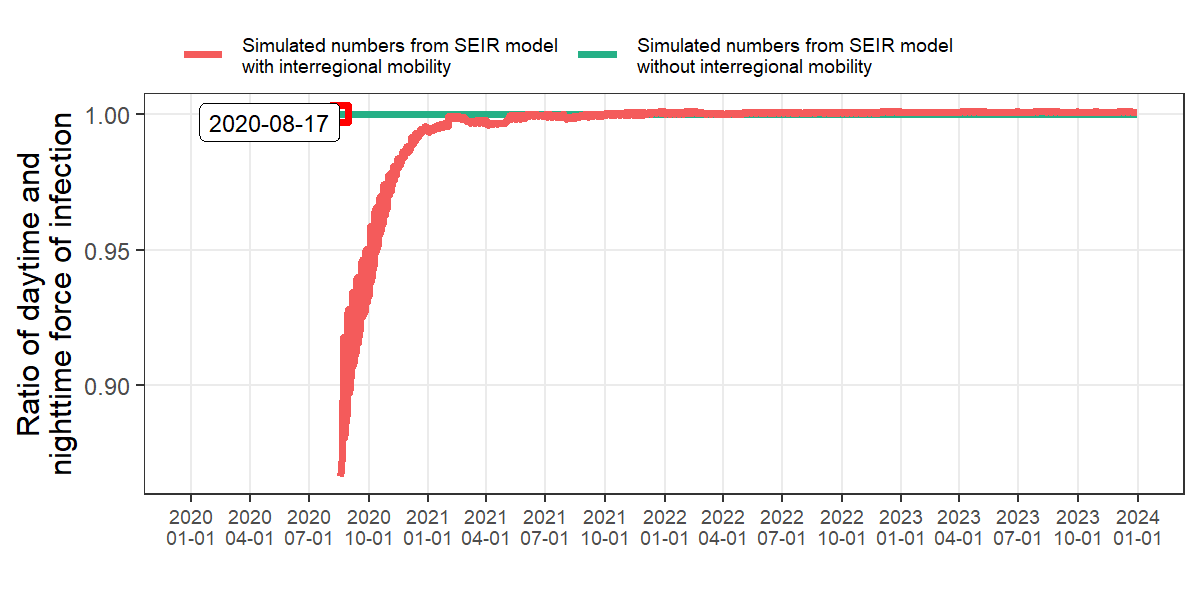 Simulated numbers from SEIR model
with interregional mobility
Simulated numbers from SEIR model
without interregional mobility
Ratio of daytime and
nighttime force of infection
1.00
0.95
0.90
2020-08-17
2020 2020 2020 2020 2021 2021 2021 2021 2022 2022 2022 2022 2023 2023 2023 2023 2024
01-01 04-01 07-01 10-01 01-01 04-01 07-01 10-01 01-01 04-01 07-01 10-01 01-01 04-01 07-01 10-01 01-01